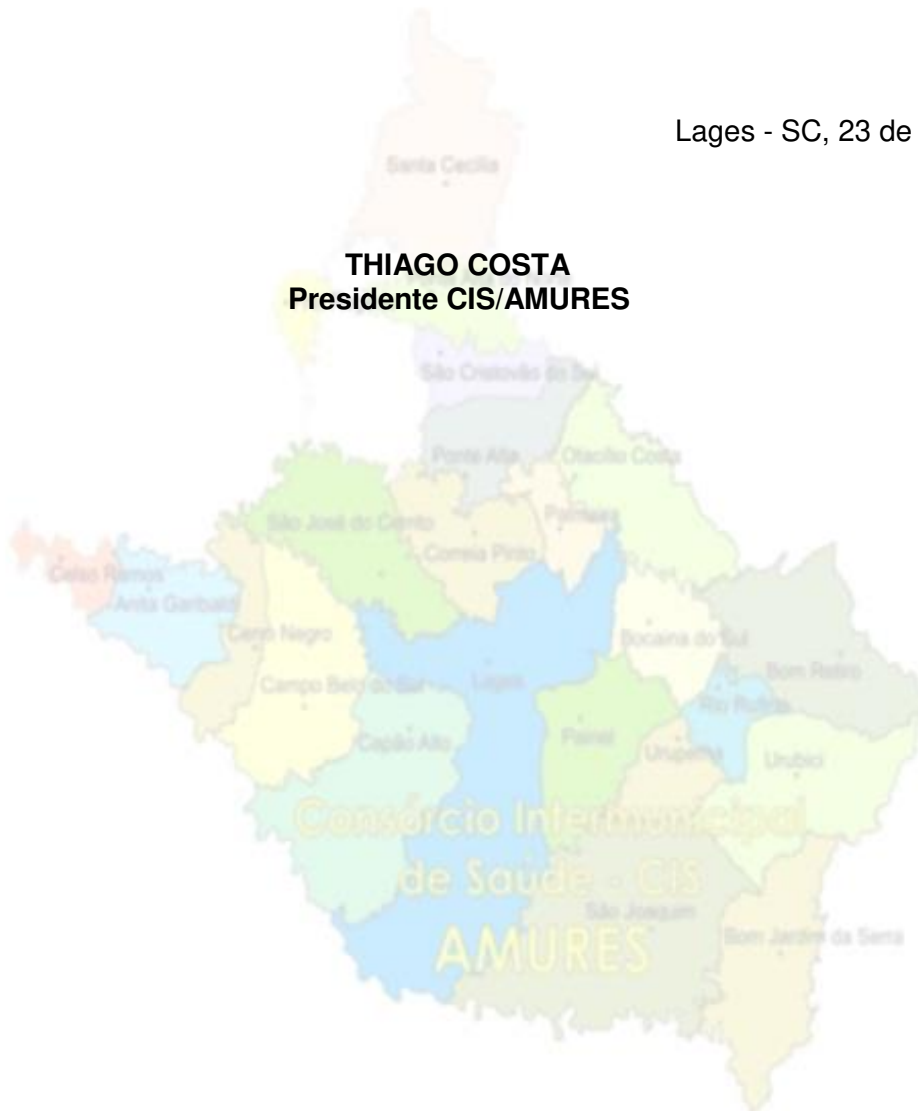 Lages - SC, 23 de
THIAGO COSTA
Presidente CIS/AMURES
Santa Cecília
São Cristovão do Sul
Ponte Alta
Otacílio Costa
São José do Cerrito
Correia Pinto
Palmeira
Celso Ramos
Anita Garibaldi
Cerro Negro
Bocaina do Sul
Campo Belo do Sul
Lages
Bom Retiro
Rio Rufino
Capão Alto
Painel
Urupema
Urubici
Consórcio Intermunicipal
de Saúde - CIS
São Joaquim
AMURES
Bom Jardim da Serra